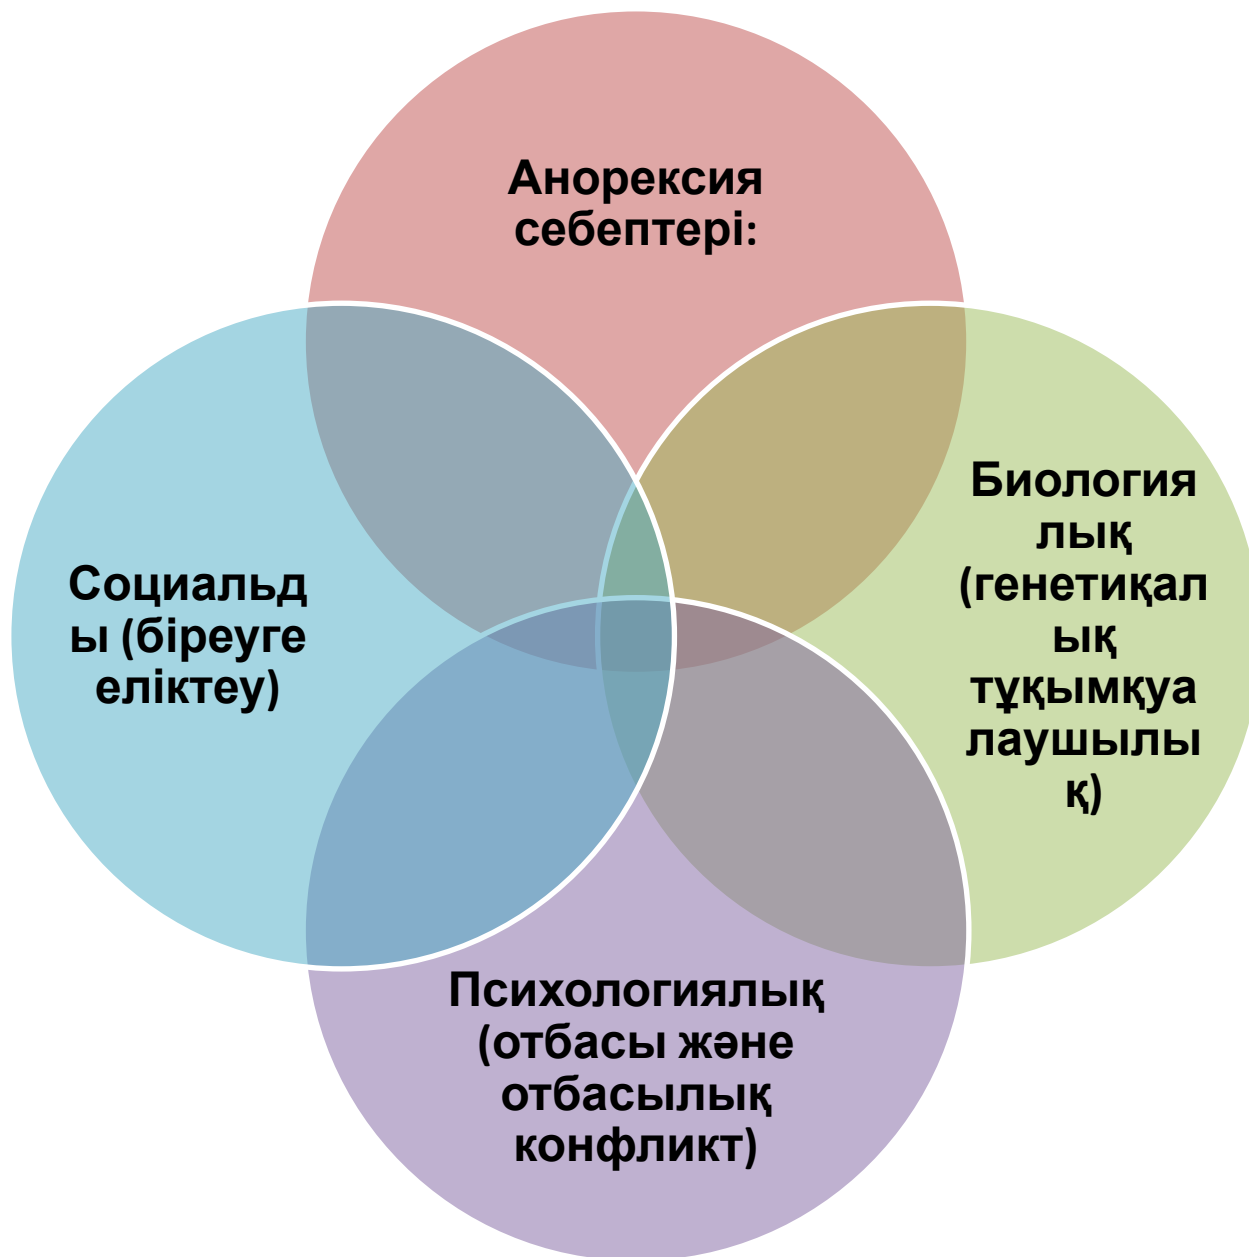 Анорексия
себептері:
Социальд
ы (біреуге
еліктеу)
Биология
лық
(генетиқал
ық
тұқымқуа
лаушылы
қ)
Психологиялық
(отбасы және
отбасылық
конфликт)